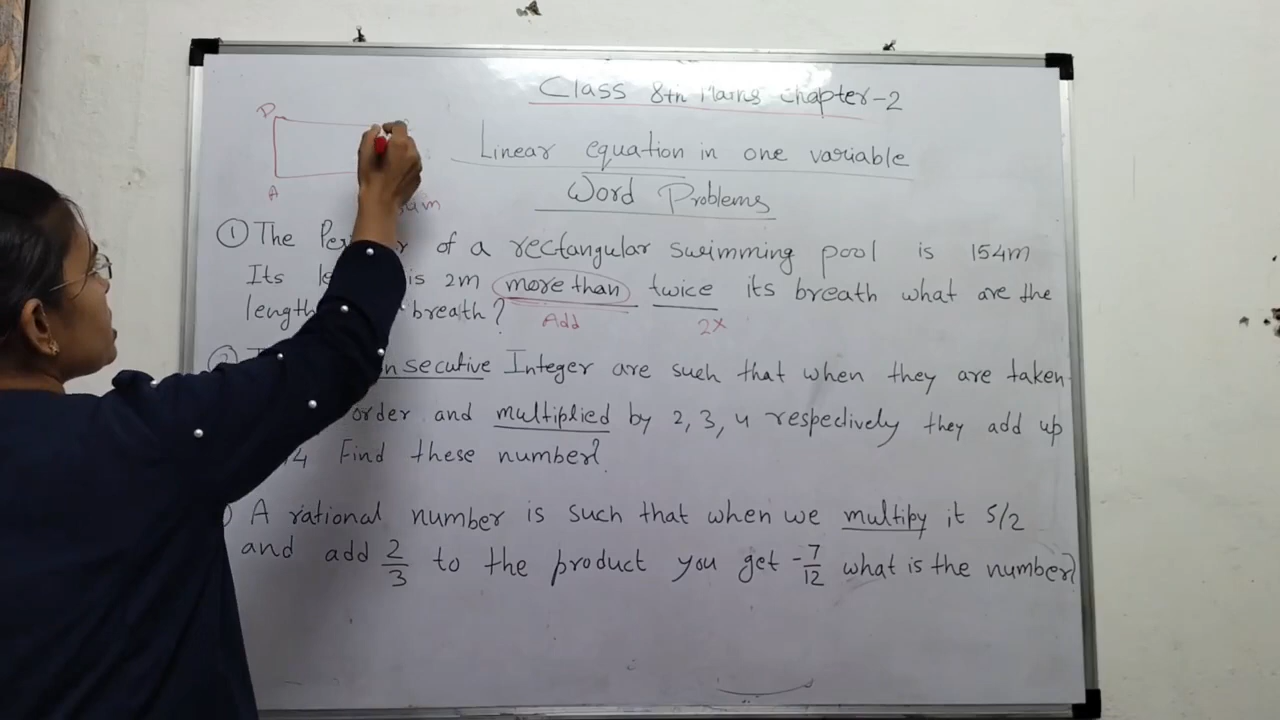 Class 8th Maths Chapter-2
D
Linear equation in one variable
A
Word Problems
① The of a rectangular swimming pool is 154m
Its is 2m more than twice its breath what are the
length breath?
Add 2x
Integer are such that when they are taken
order and multiplied by 2, 3, 4 respectively they add up
Find these number?
A rational number is such that when we multipy it 5/2
and add 2/3 to the product you get -7/12 what is the number?